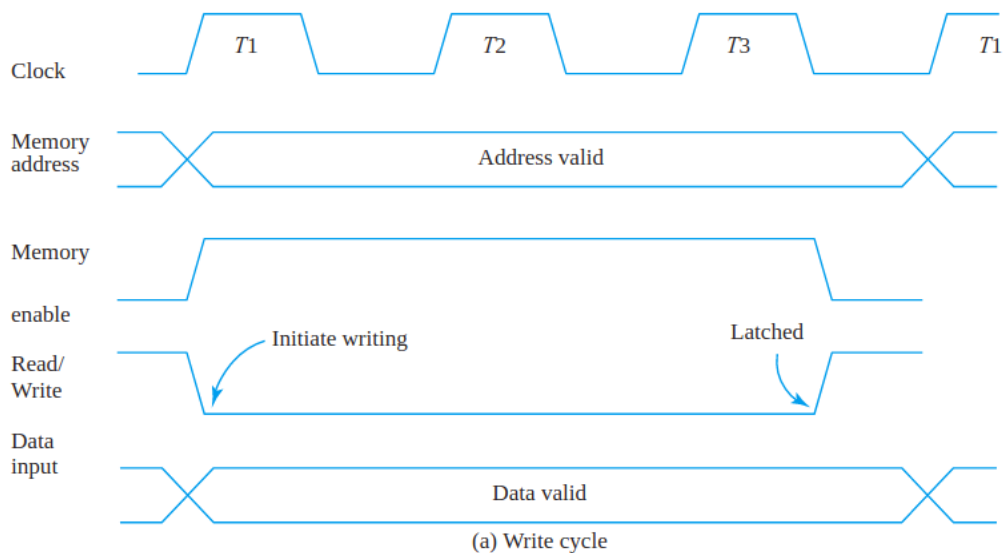 T1 T2 T3 T1
Clock
Memory
address
Address valid
Memory
enable
Initiate writing
Latched
Read/
Write
Data
input
Data valid
(a) Write cycle